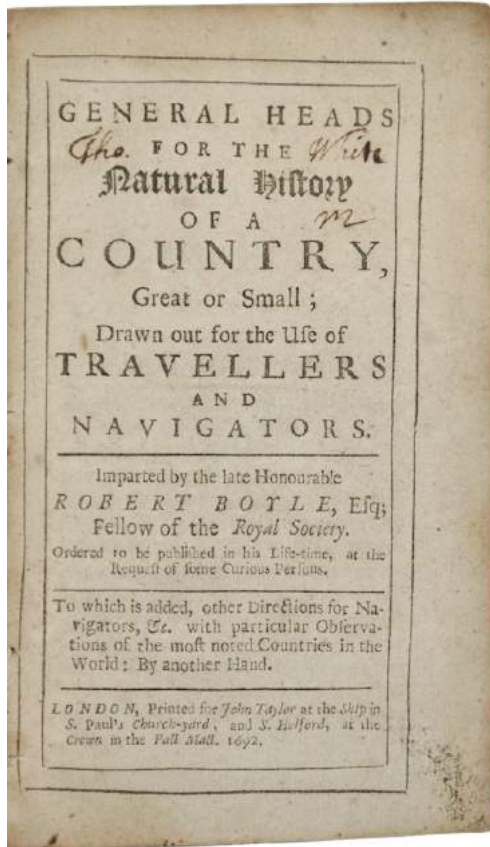 GENERAL HEADS
Tho. FOR THE White
Natural Hiſtory
OF A
COUNTRY,
Great or Small ;
Drawn out for the Uſe of
TRAVELLERS
AND
NAVIGATORS.
Imparted by the late Honourable
ROBERT BOYLE, Eſq;
Fellow of the Royal Society.
Ordered to be publiſhed in his Life-time, at the
Requeſt of ſome Curious Perſons.
To which is added, other Directions for Na-
vigators, &c. with particular Obſerva-
tions of the moſt noted Countries in the
World: By another Hand.
LONDON, Printed for John Taylor at the Ship in
S. Paul's Church-yard, and S. Holford, at the
Crown in the Pall Mall. 1692.